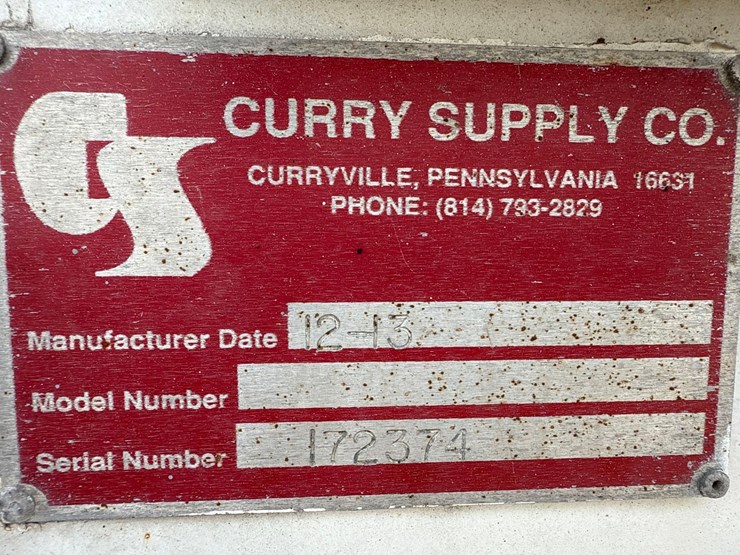 CS
CURRY SUPPLY CO.
CURRYVILLE, PENNSYLVANIA 16631
PHONE: (814) 793-2829
Manufacturer Date 12-13
Model Number
Serial Number 172374